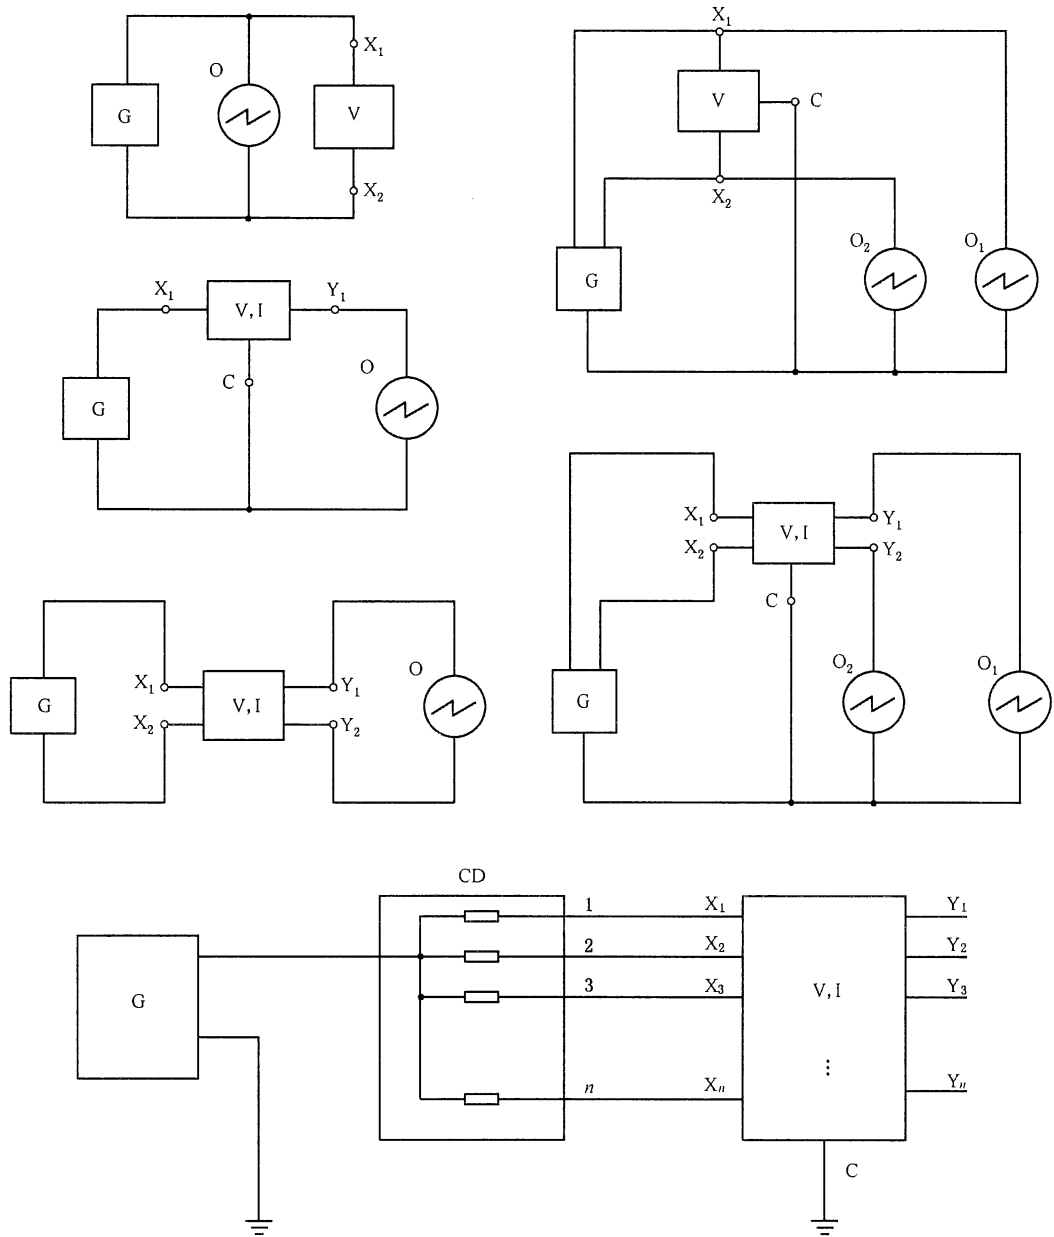 O
X₁
G
V
X₂
X₁
V
C
X₂
O₂
O₁
G
X₁
V,I
Y₁
C
O
G
X₁
V,I
Y₁
X₂
Y₂
C
O₂
O₁
G
O
X₁
Y₁
G
V,I
X₂
Y₂
CD
1
X₁
Y₁
2
X₂
Y₂
3
X₃
V,I
Y₃
G
⋮
n
Xₙ
Yₙ
C